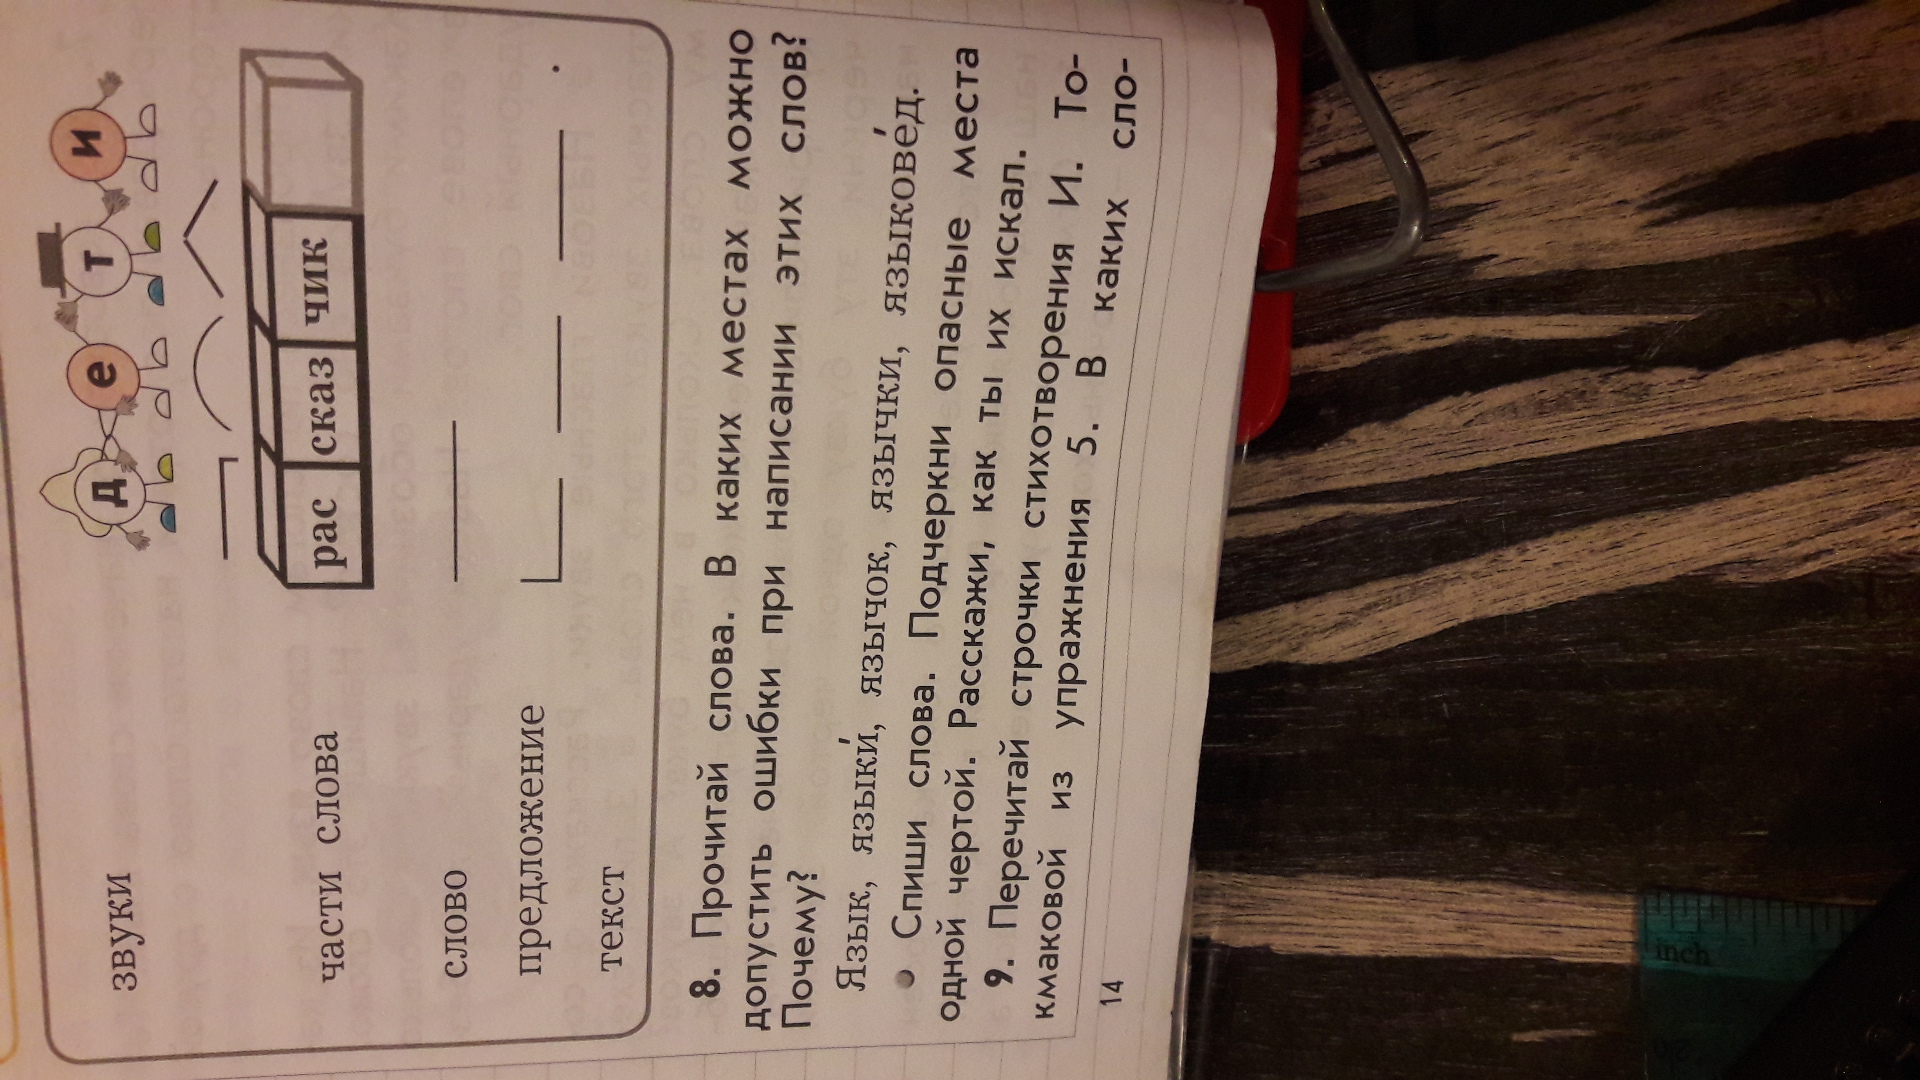 звуки
д е т и
части слова
рас сказ чик
слово
предложение
текст
8. Прочитай слова. В каких местах можно
допустить ошибки при написании этих слов?
Почему?
Язык, языки́, язычок, язычки, языкове́д.
• Спиши слова. Подчеркни опасные места
одной чертой. Расскажи, как ты их искал.
9. Перечитай строчки стихотворения И. То-
кмаковой из упражнения 5. В каких сло-
14
inch